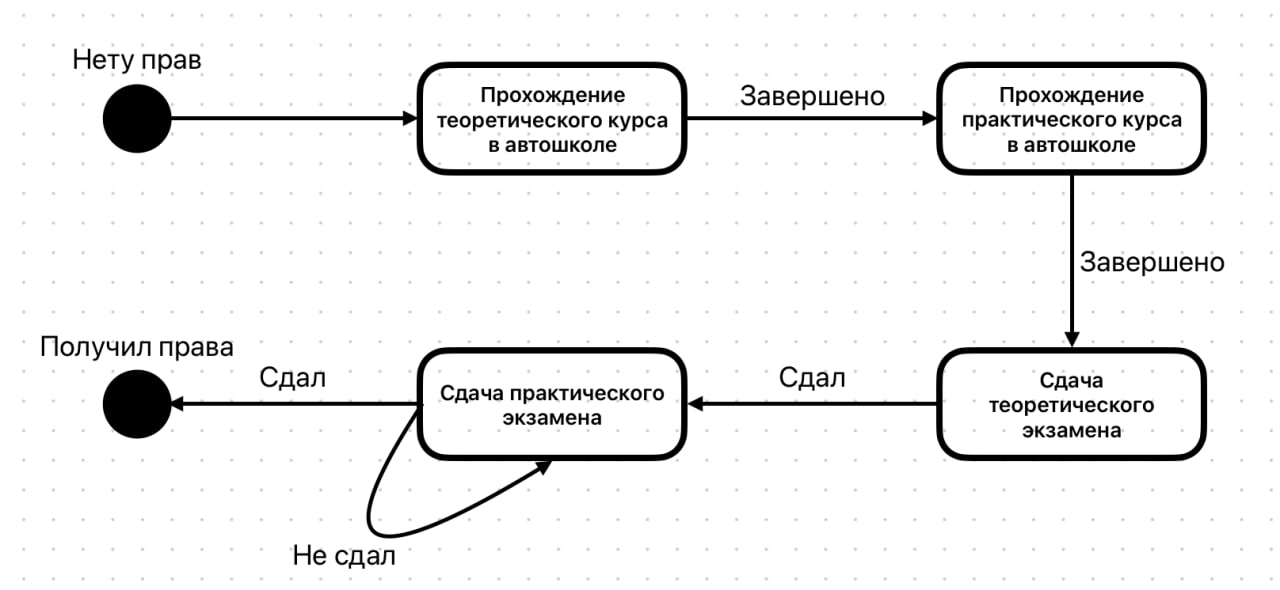 Нету прав
Прохождение
теоретического курса
в автошколе
Завершено
Прохождение
практического курса
в автошколе
Завершено
Получил права
Сдал
Сдача практического
экзамена
Сдал
Сдача
теоретического
экзамена
Не сдал